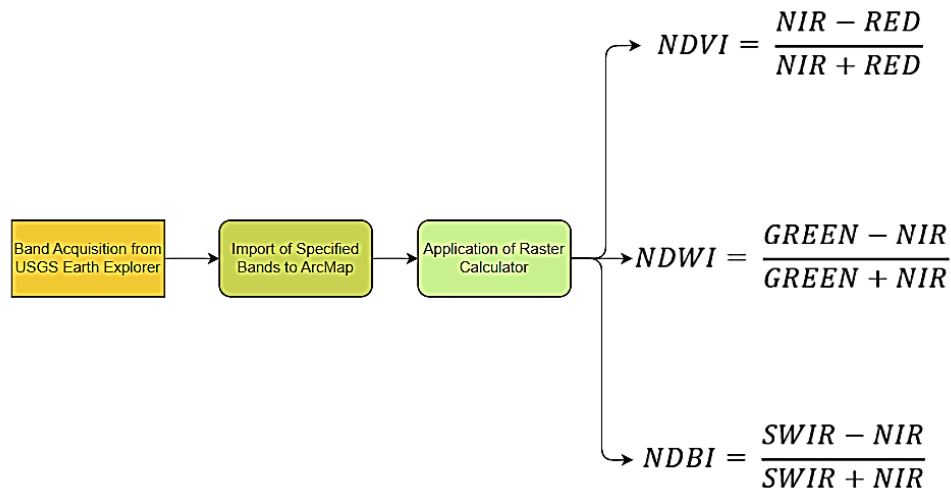 NDVI = (NIR − RED) / (NIR + RED)
Band Acquisition from
USGS Earth Explorer
Import of Specified
Bands to ArcMap
Application of Raster
Calculator
NDWI = (GREEN − NIR) / (GREEN + NIR)
NDBI = (SWIR − NIR) / (SWIR + NIR)